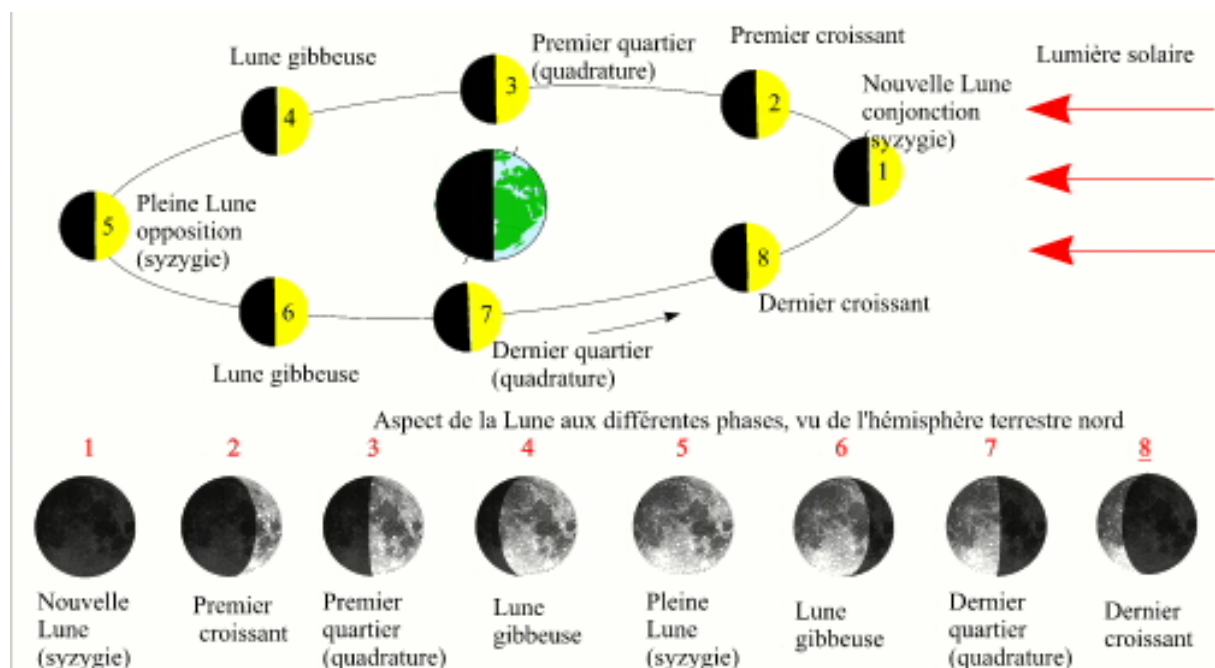 Lune gibbeuse
Premier quartier
(quadrature)
Premier croissant
Lumière solaire
Nouvelle Lune
conjonction
(syzygie)
3
2
4
1
5
Pleine Lune
opposition
(syzygie)
8
Dernier croissant
6
7
Lune gibbeuse
Dernier quartier
(quadrature)
Aspect de la Lune aux différentes phases, vu de l'hémisphère terrestre nord
1 2 3 4 5 6 7 8
Nouvelle
Lune
(syzygie)
Premier
croissant
Premier
quartier
(quadrature)
Lune
gibbeuse
Pleine
Lune
(syzygie)
Lune
gibbeuse
Dernier
quartier
(quadrature)
Dernier
croissant